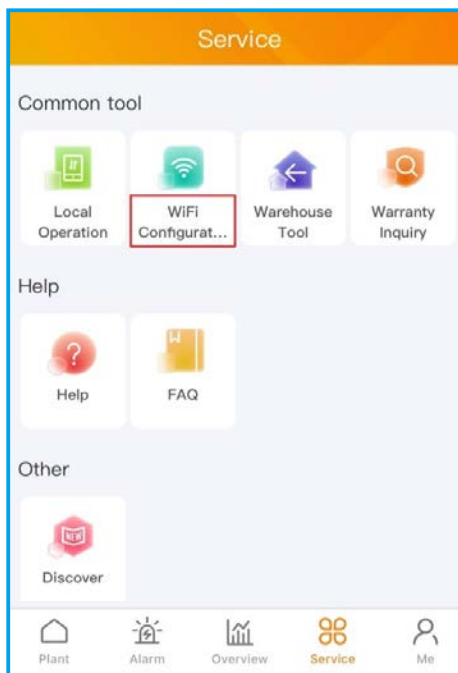 Service
Common tool
Local Operation
WiFi Configurat...
Warehouse Tool
Warranty Inquiry
Help
?
Help
FAQ
Other
NEW
Discover
Plant
Alarm
Overview
Service
Me